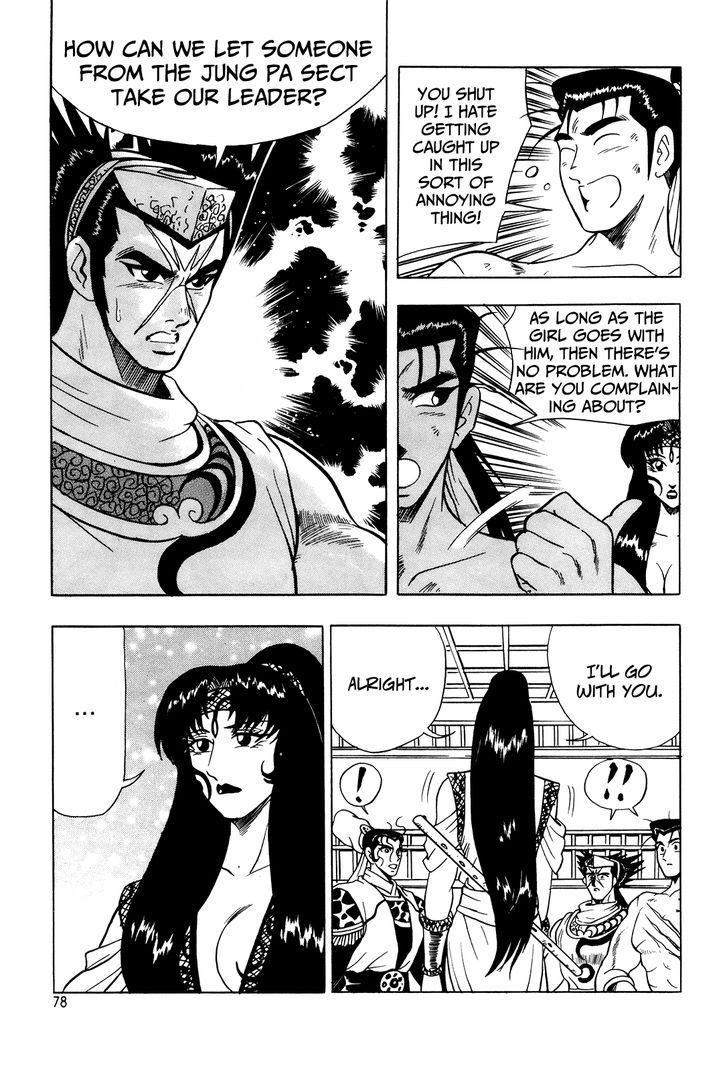 HOW CAN WE LET SOMEONE
FROM THE JUNG PA SECT
TAKE OUR LEADER?
YOU SHUT
UP! I HATE
GETTING
CAUGHT UP
IN THIS
SORT OF
ANNOYING
THING!
AS LONG AS THE
GIRL GOES WITH
HIM, THEN THERE'S
NO PROBLEM. WHAT
ARE YOU COMPLAIN-
ING ABOUT?
...
ALRIGHT...
I'LL GO
WITH YOU.
!
!!
78